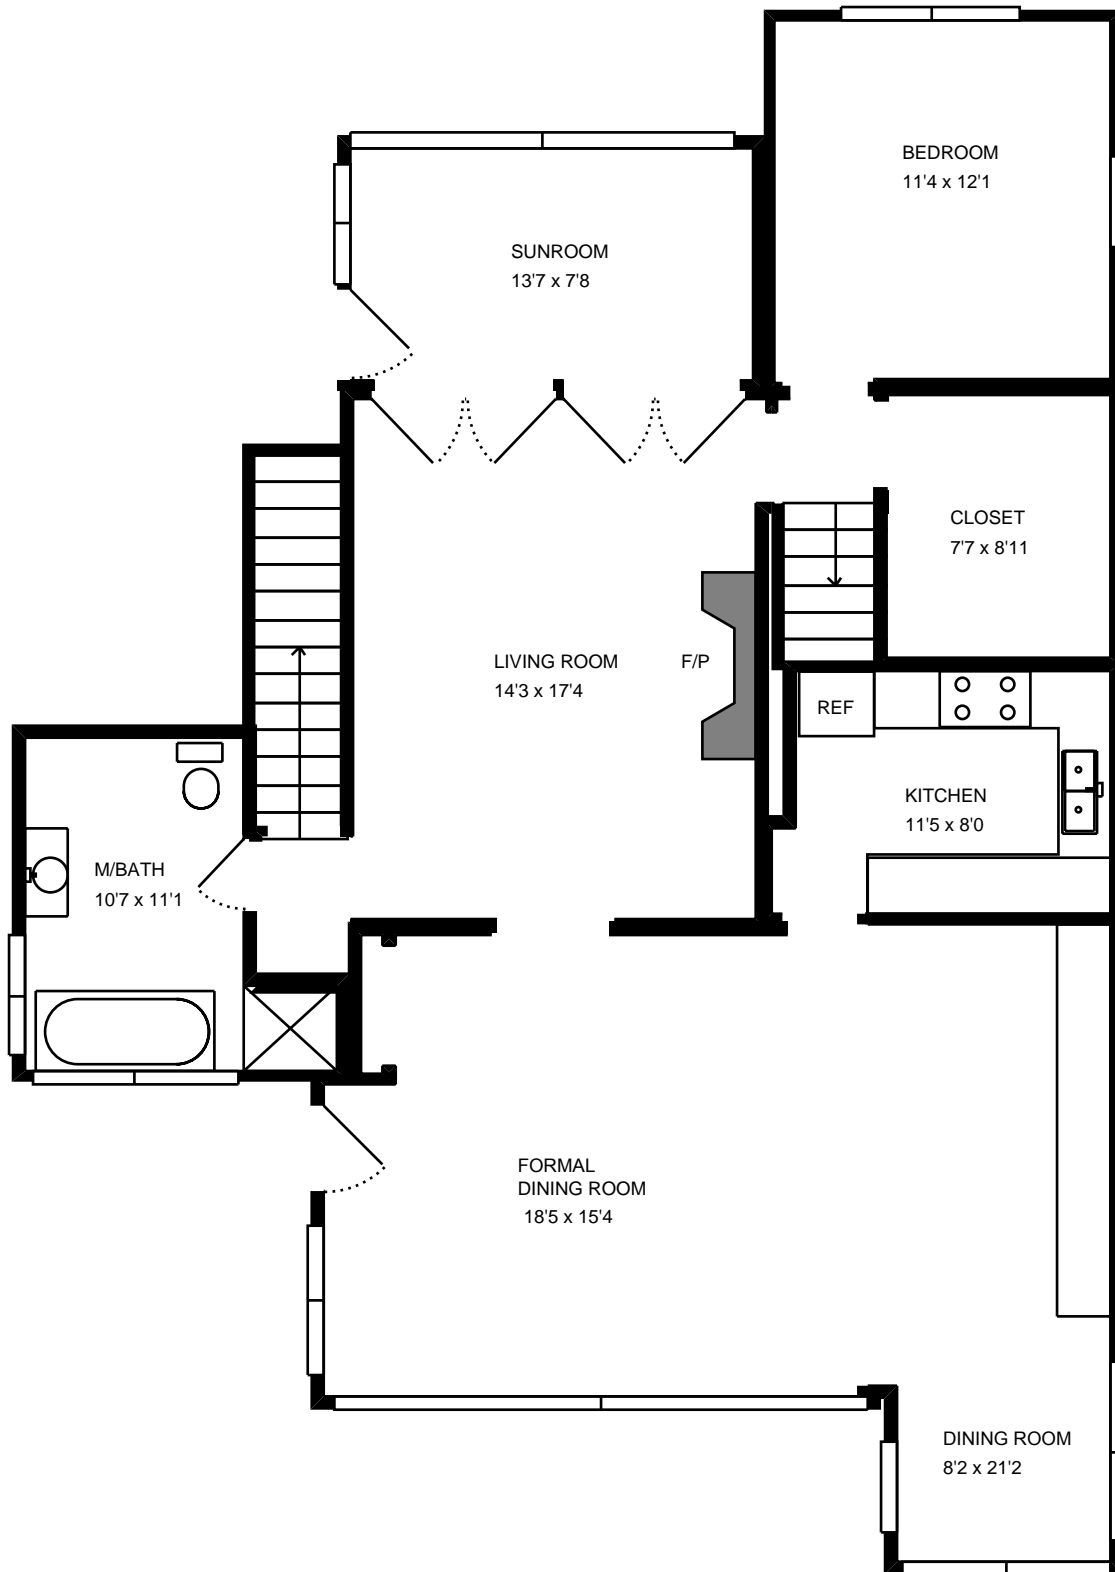 BEDROOM
11'4 x 12'1
SUNROOM
13'7 x 7'8
CLOSET
7'7 x 8'11
LIVING ROOM
14'3 x 17'4
F/P
REF
KITCHEN
11'5 x 8'0
M/BATH
10'7 x 11'1
FORMAL
DINING ROOM
18'5 x 15'4
DINING ROOM
8'2 x 21'2